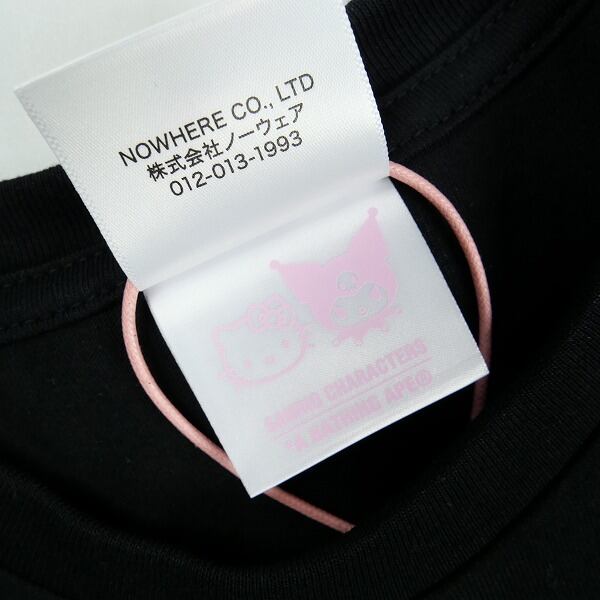 NOWHERE CO., LTD
株式会社ノーウェア
012-013-1993
SANRIO CHARACTERS
*A BATHING APE®